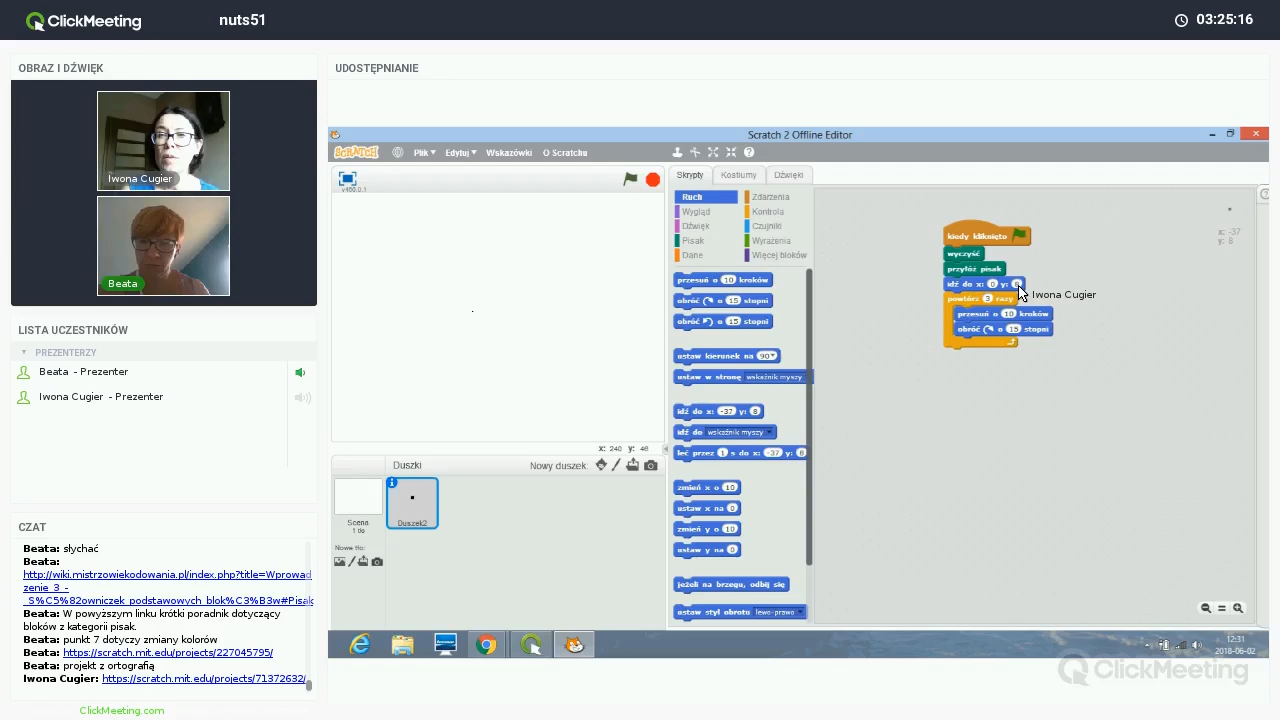 ClickMeeting
nuts51
03:25:16
OBRAZ I DŹWIĘK
UDOSTĘPNIANIE
Iwona Cugier
Beata
LISTA UCZESTNIKÓW
PREZENTERZY
Beata - Prezenter
Iwona Cugier - Prezenter
CZAT
Beata: słychać
Beata:
http://wiki.mistrzowiekodowania.pl/index.php?title=Wprowad
zenie_3_-
_S%C5%82owniczek_podstawowych_blok%C3%B3w#Pisak
Beata: W powyższym linku krótki poradnik dotyczący
bloków z kategorii pisak.
Beata: punkt 7 dotyczy zmiany kolorów
Beata: https://scratch.mit.edu/projects/227045795/
Beata: projekt z ortografią
Iwona Cugier: https://scratch.mit.edu/projects/71372632/
ClickMeeting.com
Scratch 2 Offline Editor
SCRATCH Plik Edytuj Wskazówki O Scratchu
v460.0.1
x: 240 y: 46
Duszki Nowy duszek:
Scena
1 tło
Duszek2
Nowe tło:
Skrypty Kostiumy Dźwięki
Ruch Zdarzenia
Wygląd Kontrola
Dźwięk Czujniki
Pisak Wyrażenia
Dane Więcej bloków
przesuń o 10 kroków
obróć o 15 stopni
obróć o 15 stopni
ustaw kierunek na 90
ustaw w stronę wskaźnik myszy
idź do x: -37 y: 8
idź do wskaźnik myszy
leć przez 1 s do x: -37 y: 8
zmień x o 10
ustaw x na 0
zmień y o 10
ustaw y na 0
jeżeli na brzegu, odbij się
ustaw styl obrotu lewo-prawo
x: -37
y: 8
kiedy kliknięto
wyczyść
przyłóż pisak
idź do x: 0 y: 
Iwona Cugier
powtórz 3 razy
przesuń o 10 kroków
obróć o 15 stopni
12:31
2018-06-02
ClickMeeting